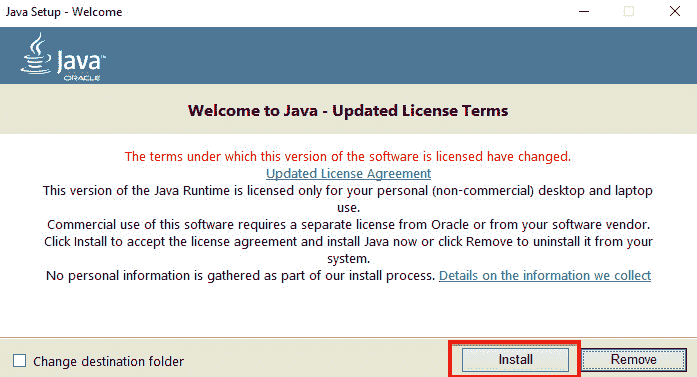 Java Setup - Welcome
Java™
ORACLE
Welcome to Java - Updated License Terms
The terms under which this version of the software is licensed have changed.
Updated License Agreement
This version of the Java Runtime is licensed only for your personal (non-commercial) desktop and laptop
use.
Commercial use of this software requires a separate license from Oracle or from your software vendor.
Click Install to accept the license agreement and install Java now or click Remove to uninstall it from your
system.
No personal information is gathered as part of our install process. Details on the information we collect
Change destination folder
Install
Remove